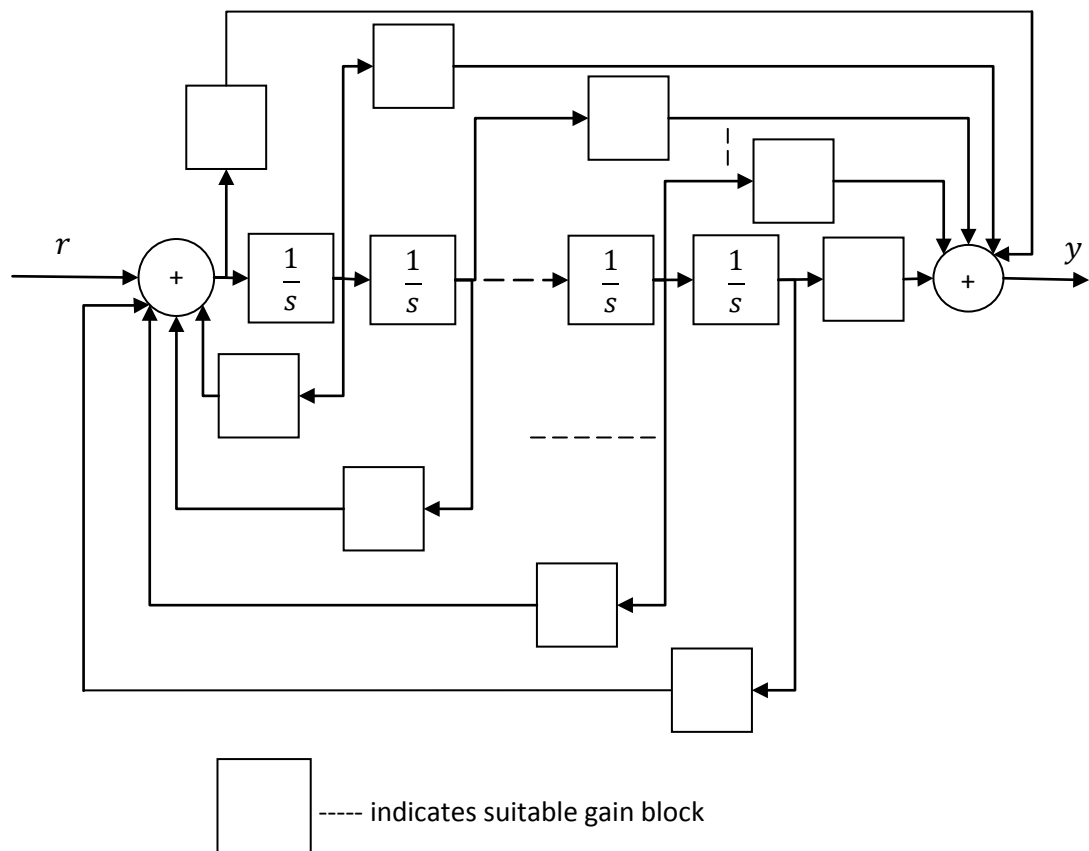 r
y
+
1/s
1/s
1/s
1/s
+
----- indicates suitable gain block